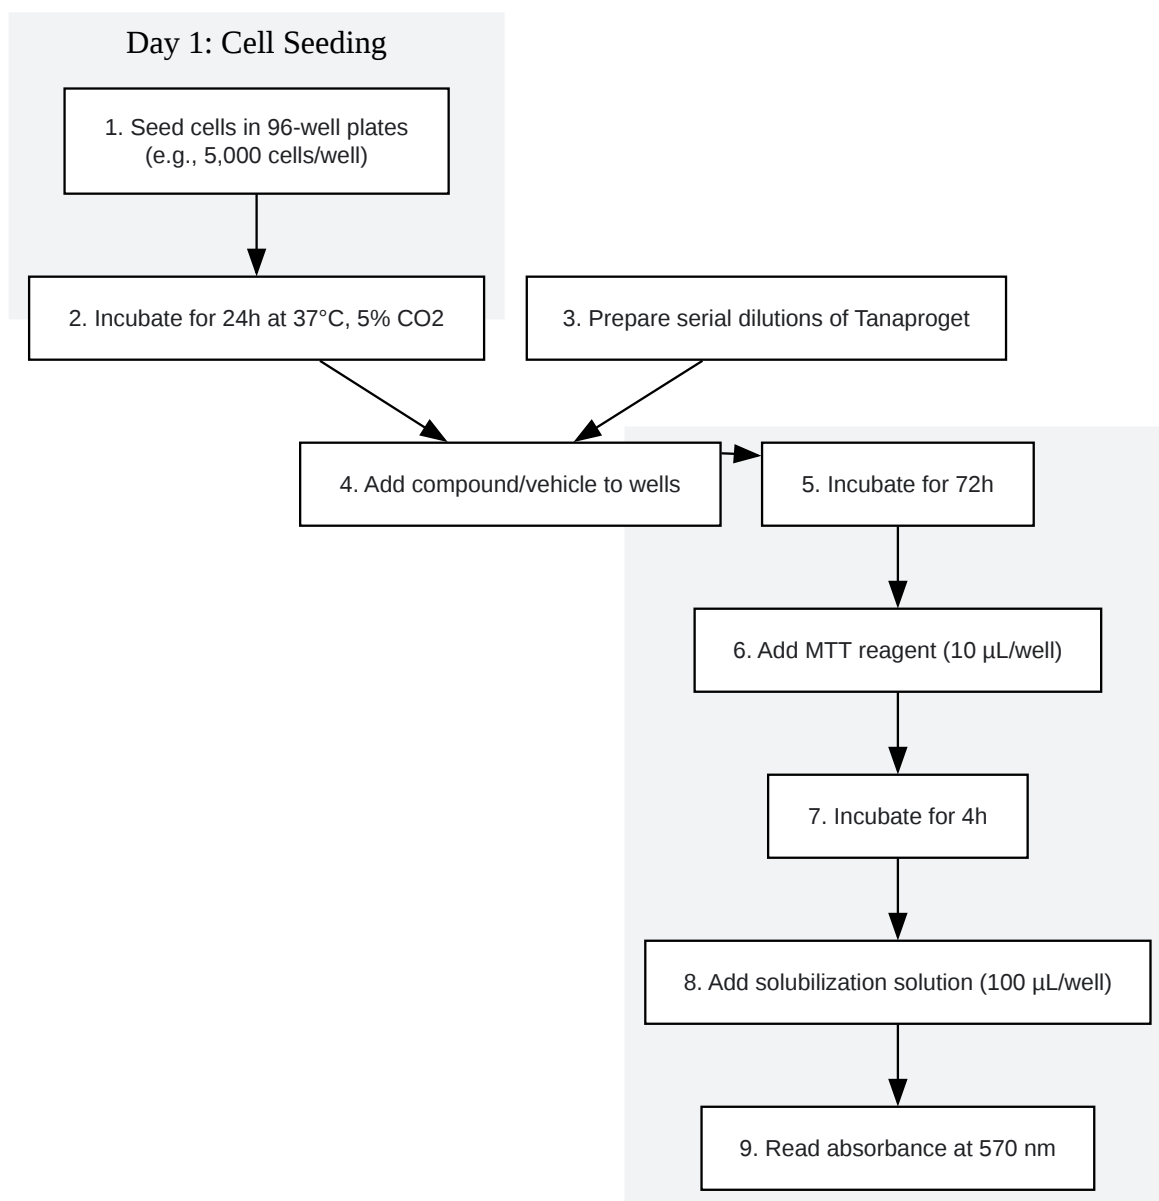 Day 1: Cell Seeding
1. Seed cells in 96-well plates
(e.g., 5,000 cells/well)
2. Incubate for 24h at 37°C, 5% CO2
3. Prepare serial dilutions of Tanaproget
4. Add compound/vehicle to wells
5. Incubate for 72h
6. Add MTT reagent (10 µL/well)
7. Incubate for 4h
8. Add solubilization solution (100 µL/well)
9. Read absorbance at 570 nm